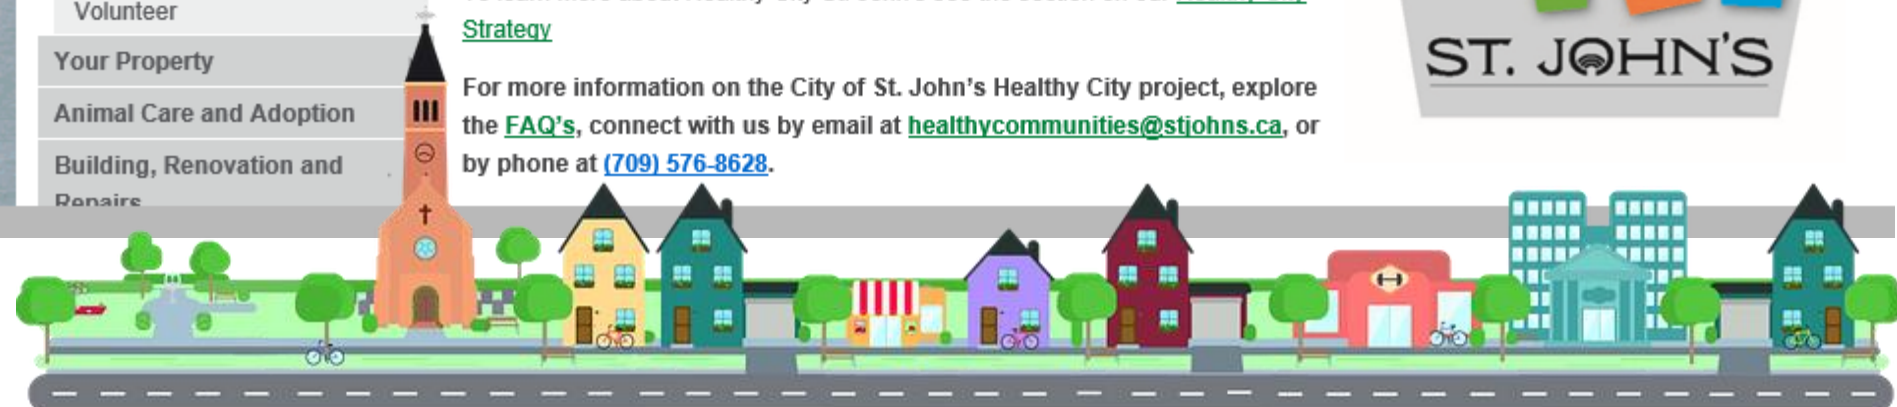 Volunteer
Your Property
Animal Care and Adoption
Building, Renovation and
Repairs
Strategy
For more information on the City of St. John's Healthy City project, explore
the FAQ's, connect with us by email at healthycommunities@stjohns.ca, or
by phone at (709) 576-8628.
ST. JOHN'S